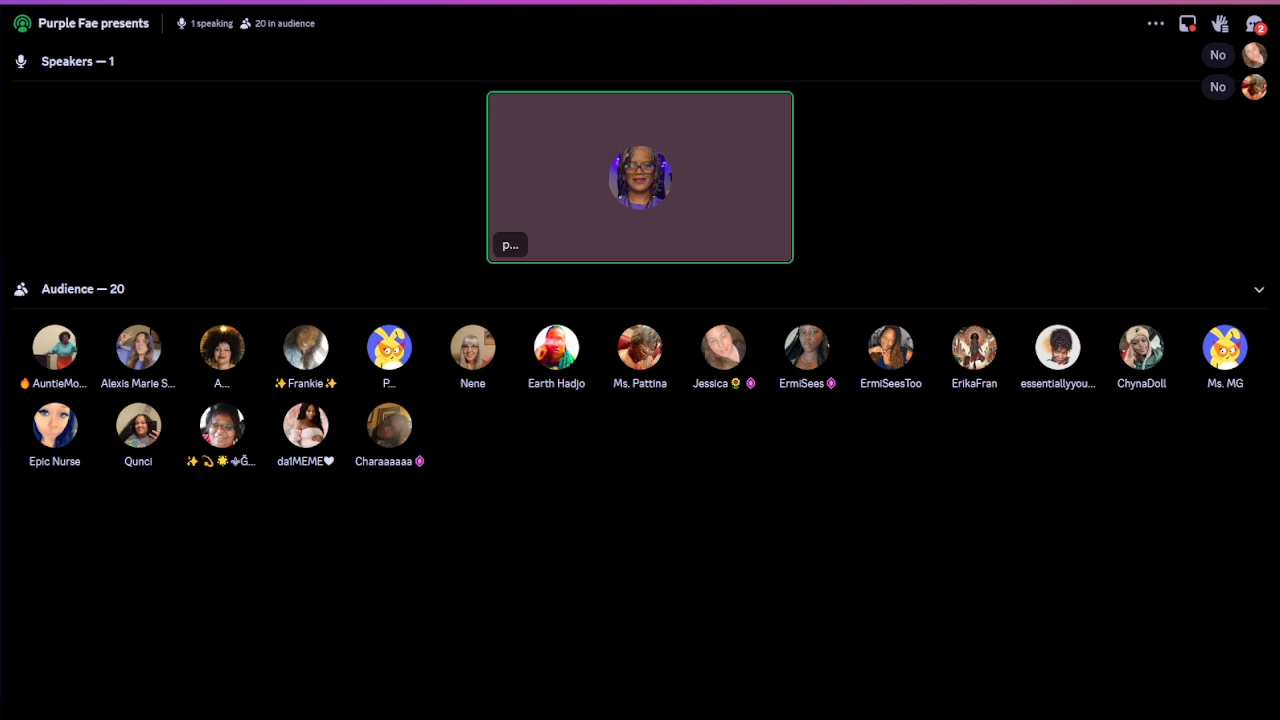 Purple Fae presents
1 speaking 20 in audience
2
No
No
Speakers — 1
p...
Audience — 20
🔥 AuntieMo... Alexis Marie S... A... ✨Frankie✨ P... Nene Earth Hadjo Ms. Pattina Jessica 🌻 ErmiSees ErmiSeesToo ErikaFran essentiallyyou... ChynaDoll Ms. MG
Epic Nurse Qunci ✨💫🌟 da1MEME🤍 Charaaaaaa